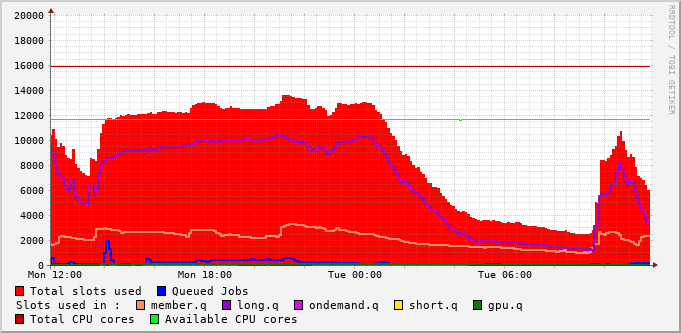 20000
18000
16000
14000
12000
10000
8000
6000
4000
2000
0
Mon 12:00 Mon 18:00 Tue 00:00 Tue 06:00
RRDTOOL / TOBI OETIKER
Total slots used Queued Jobs
Slots used in : member.q long.q ondemand.q short.q gpu.q
Total CPU cores Available CPU cores